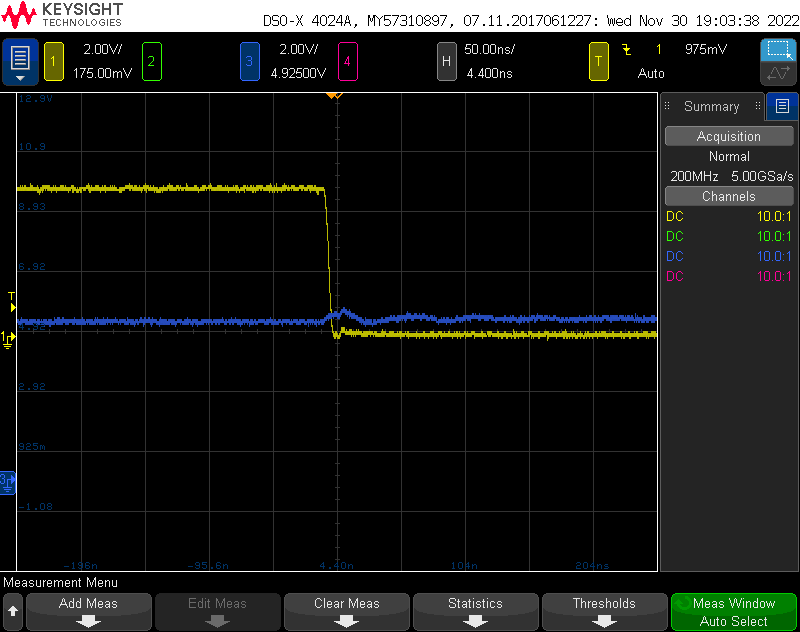 KEYSIGHT
TECHNOLOGIES
DSO-X 4024A, MY57310897, 07.11.2017061227: Wed Nov 30 19:03:38 2022
1
2.00V/
175.00mV
2
3
2.00V/
4.92500V
4
H
50.00ns/
4.400ns
T
1
975mV
Auto
12.9V
10.9
8.93
6.92
2.92
925m
-1.08
-196n
-95.6n
4.40n
104n
204ns
T
1
3
Summary
Acquisition
Normal
200MHz 5.00GSa/s
Channels
DC 10.0:1
DC 10.0:1
DC 10.0:1
DC 10.0:1
Measurement Menu
Add Meas
Edit Meas
Clear Meas
Statistics
Thresholds
Meas Window
Auto Select